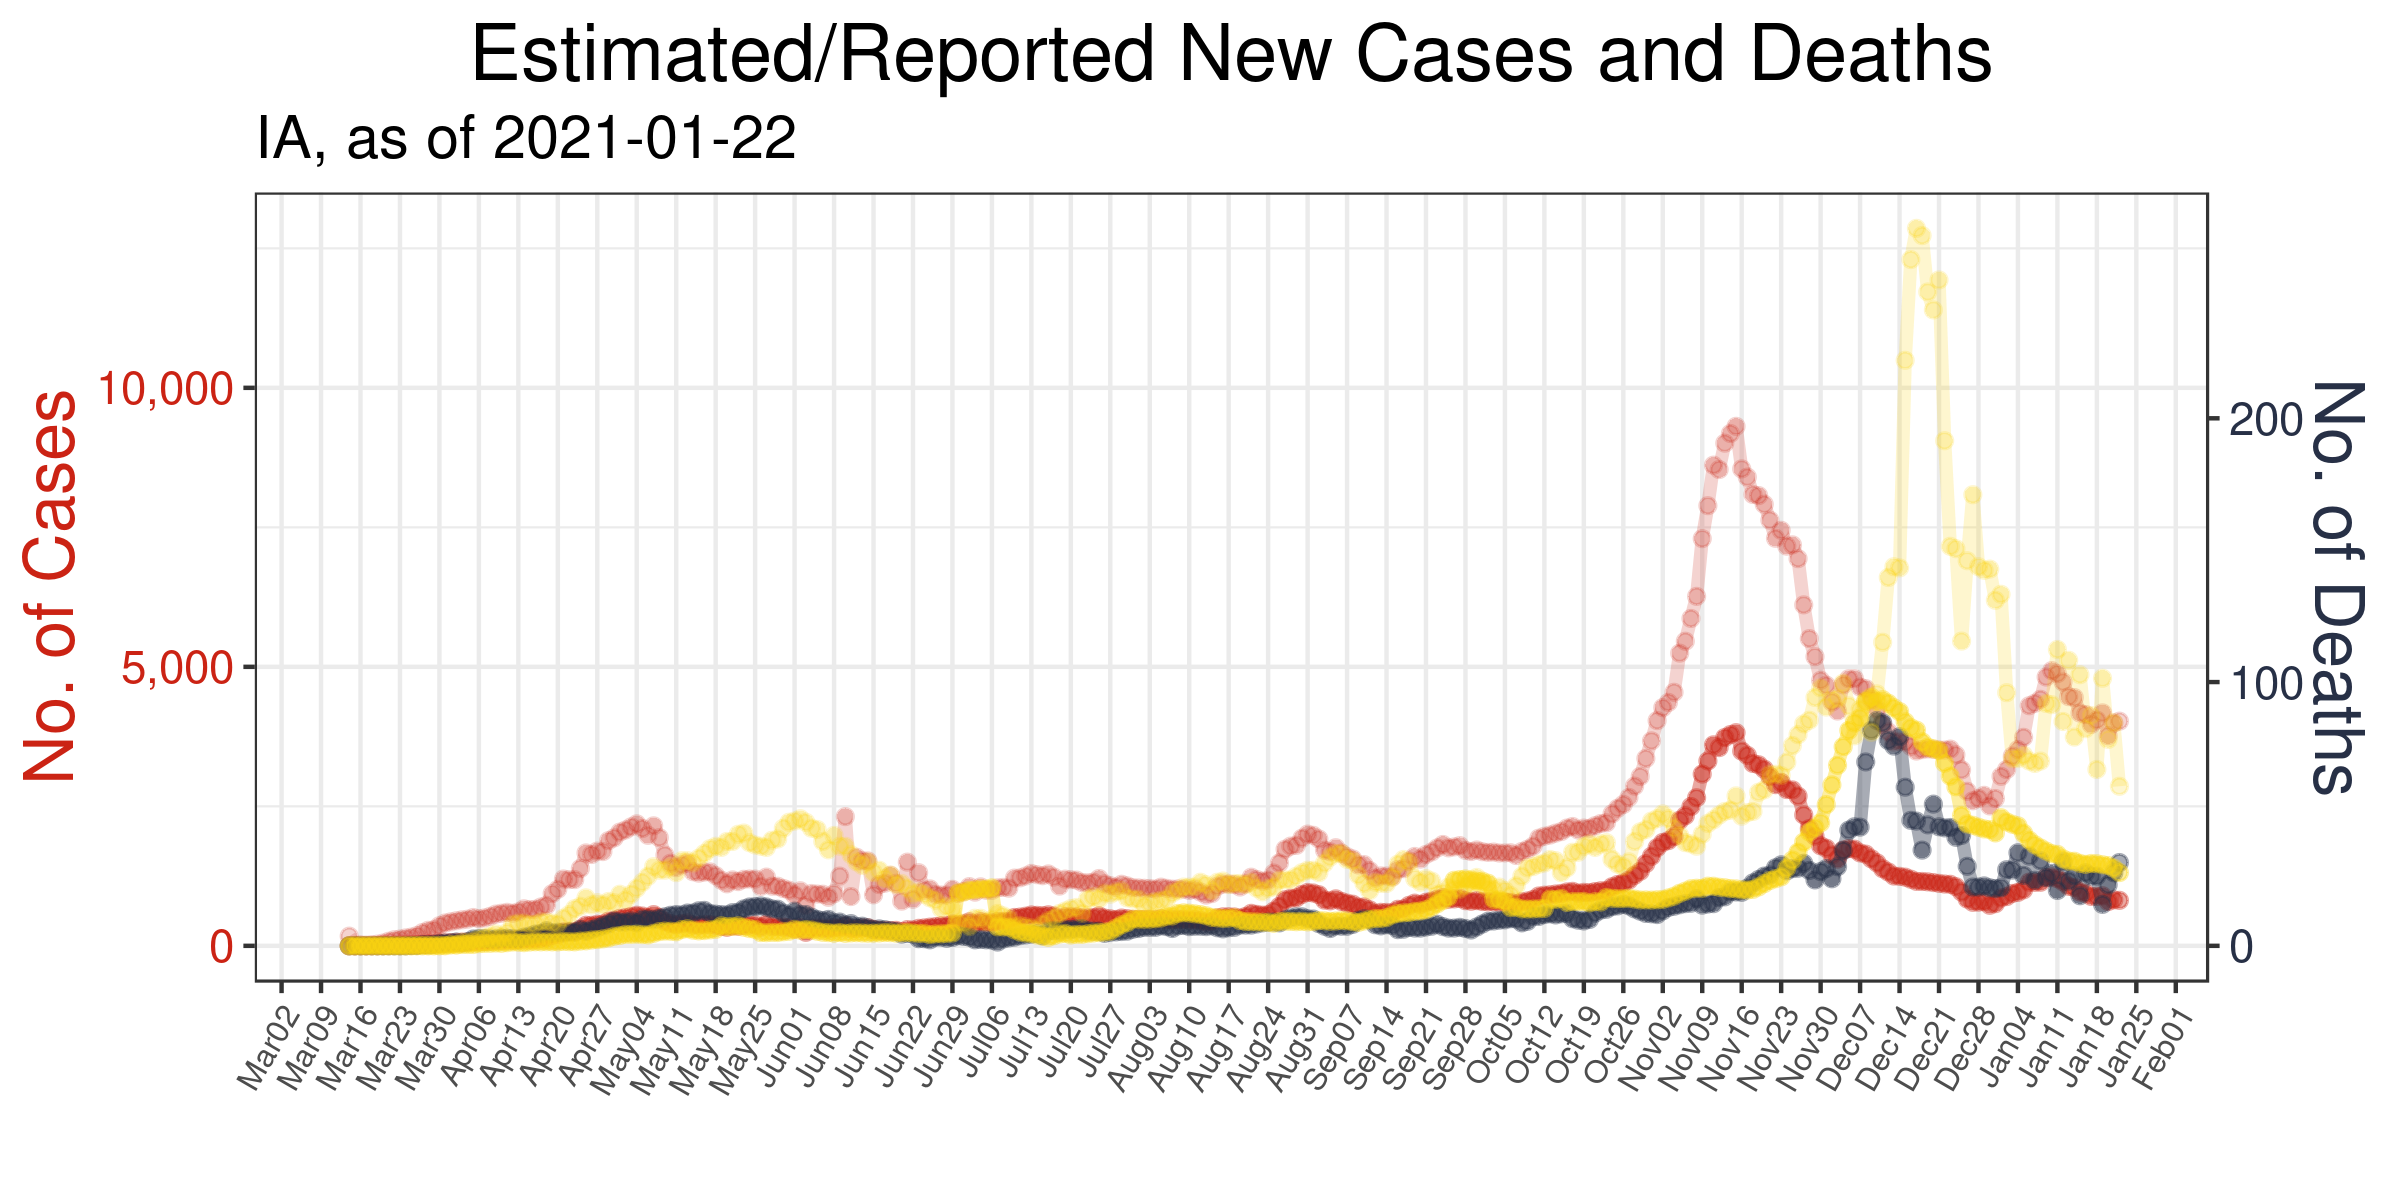 Estimated/Reported New Cases and Deaths
IA, as of 2021-01-22
No. of Cases
10,000
5,000
0
No. of Deaths
200
100
0
Mar02
Mar09
Mar16
Mar23
Mar30
Apr06
Apr13
Apr20
Apr27
May04
May11
May18
May25
Jun01
Jun08
Jun15
Jun22
Jun29
Jul06
Jul13
Jul20
Jul27
Aug03
Aug10
Aug17
Aug24
Aug31
Sep07
Sep14
Sep21
Sep28
Oct05
Oct12
Oct19
Oct26
Nov02
Nov09
Nov16
Nov23
Nov30
Dec07
Dec14
Dec21
Dec28
Jan04
Jan11
Jan18
Jan25
Feb01